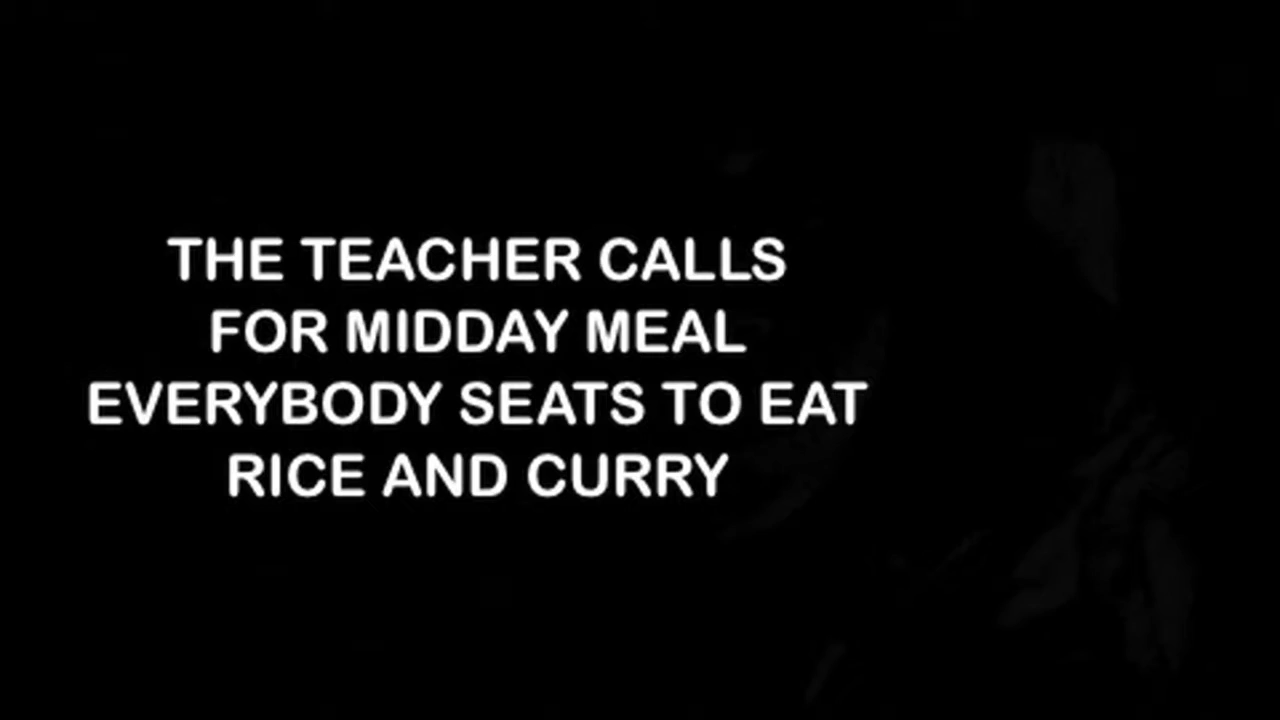 THE TEACHER CALLS
FOR MIDDAY MEAL
EVERYBODY SEATS TO EAT
RICE AND CURRY